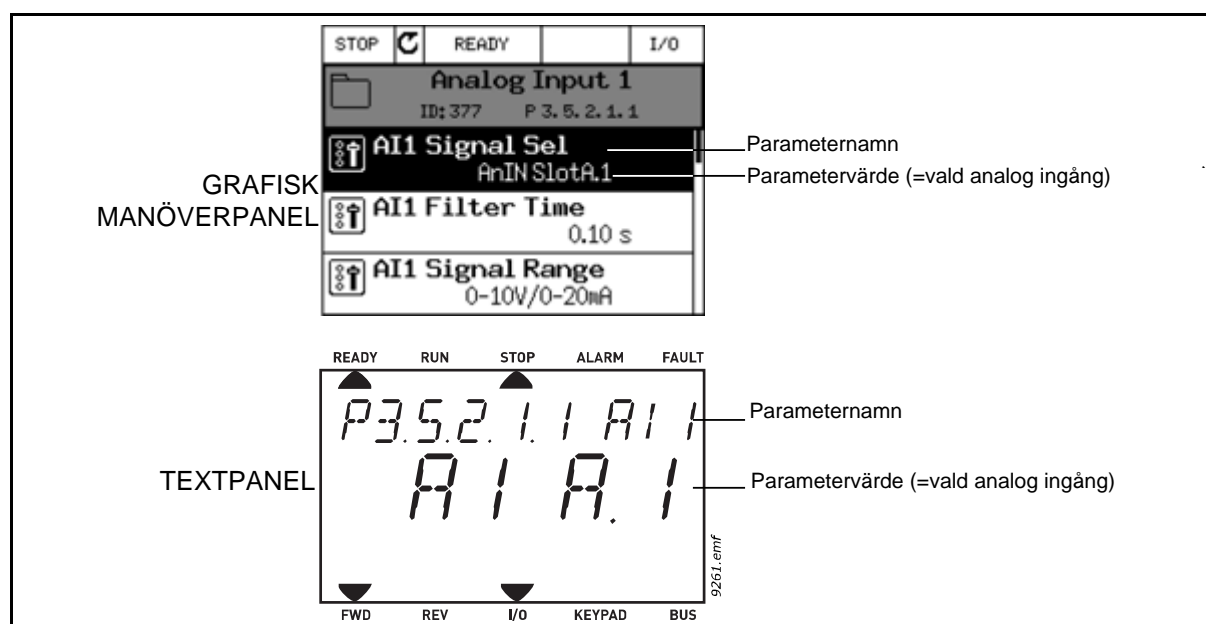 STOP READY I/O
Analog Input 1
ID:377 P 3.5.2.1.1
AI1 Signal Sel
AnIN SlotA.1
AI1 Filter Time
0.10 s
AI1 Signal Range
0-10V/0-20mA
GRAFISK
MANÖVERPANEL
Parameternamn
Parametervärde (=vald analog ingång)
READY RUN STOP ALARM FAULT
P3.5.2.1.1 AI1
AI A.1
FWD REV I/O KEYPAD BUS
TEXTPANEL
Parameternamn
Parametervärde (=vald analog ingång)
9261.emf